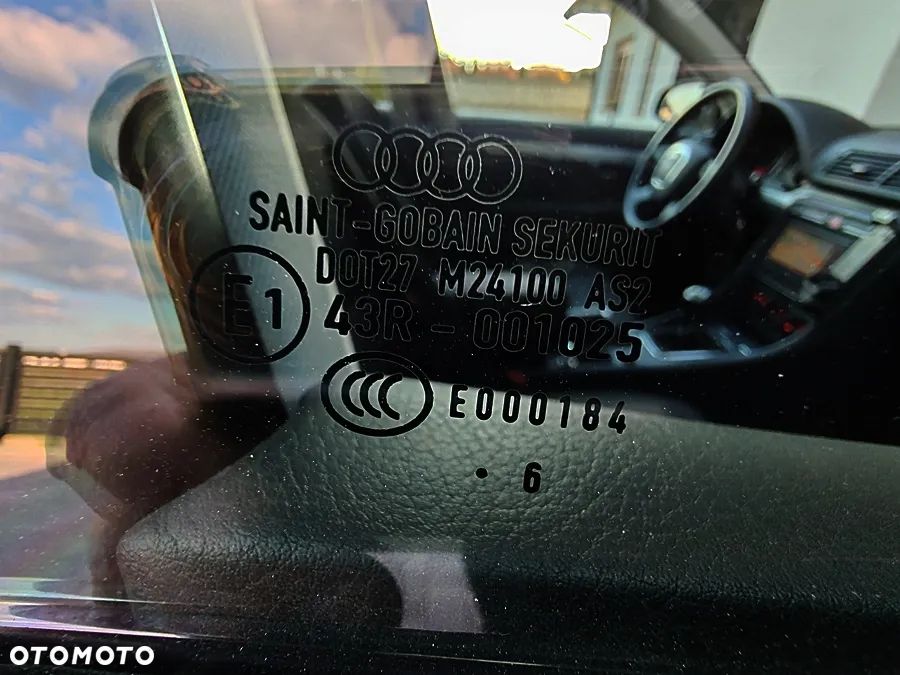 SAINT-GOBAIN SEKURIT
DOT27 M24100 AS2
E1 43R - 001025
CCC E000184
· 6
OTOMOTO